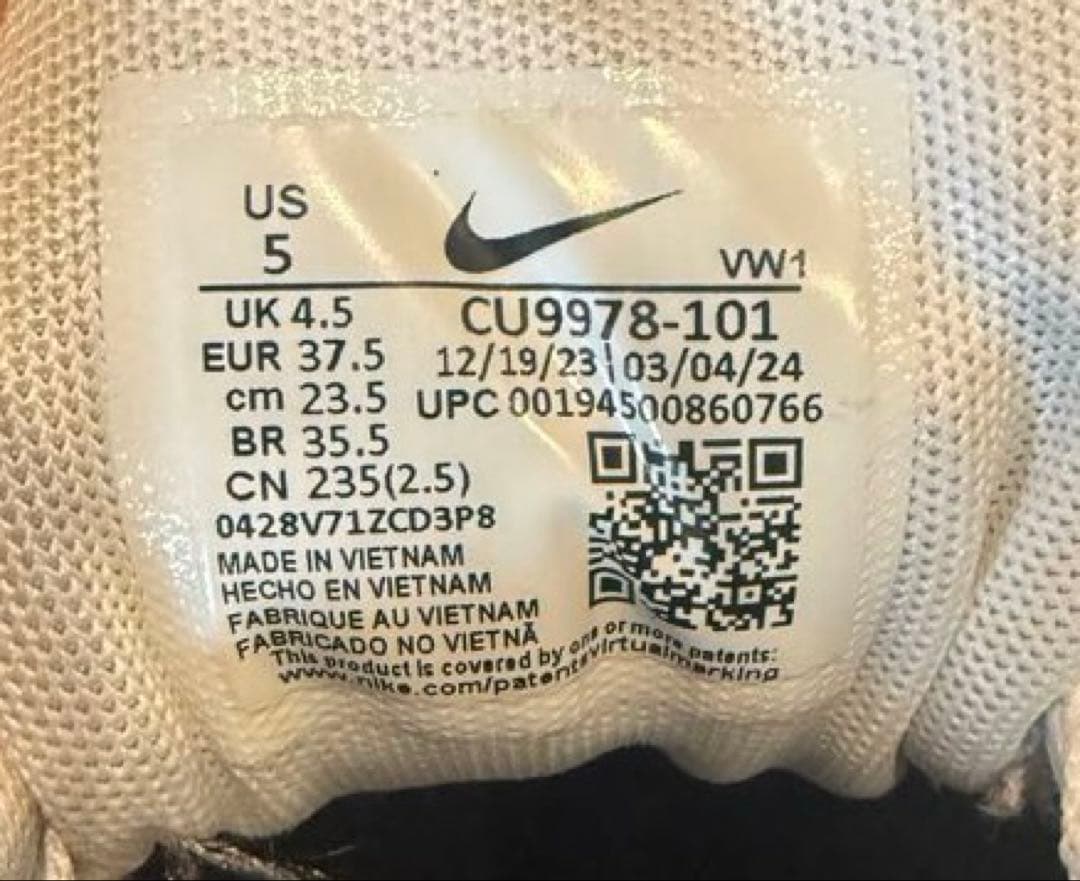 US
5
VW1
UK 4.5
EUR 37.5
cm 23.5
BR 35.5
CN 235(2.5)
CU9978-101
12/19/23 03/04/24
UPC 00194500860766
0428V71ZCD3P8
MADE IN VIETNAM
HECHO EN VIETNAM
FABRIQUE AU VIETNAM
FABRICADO NO VIETNÃ
This product is covered by one or more patents:
www.nike.com/patentsvirtualmarking